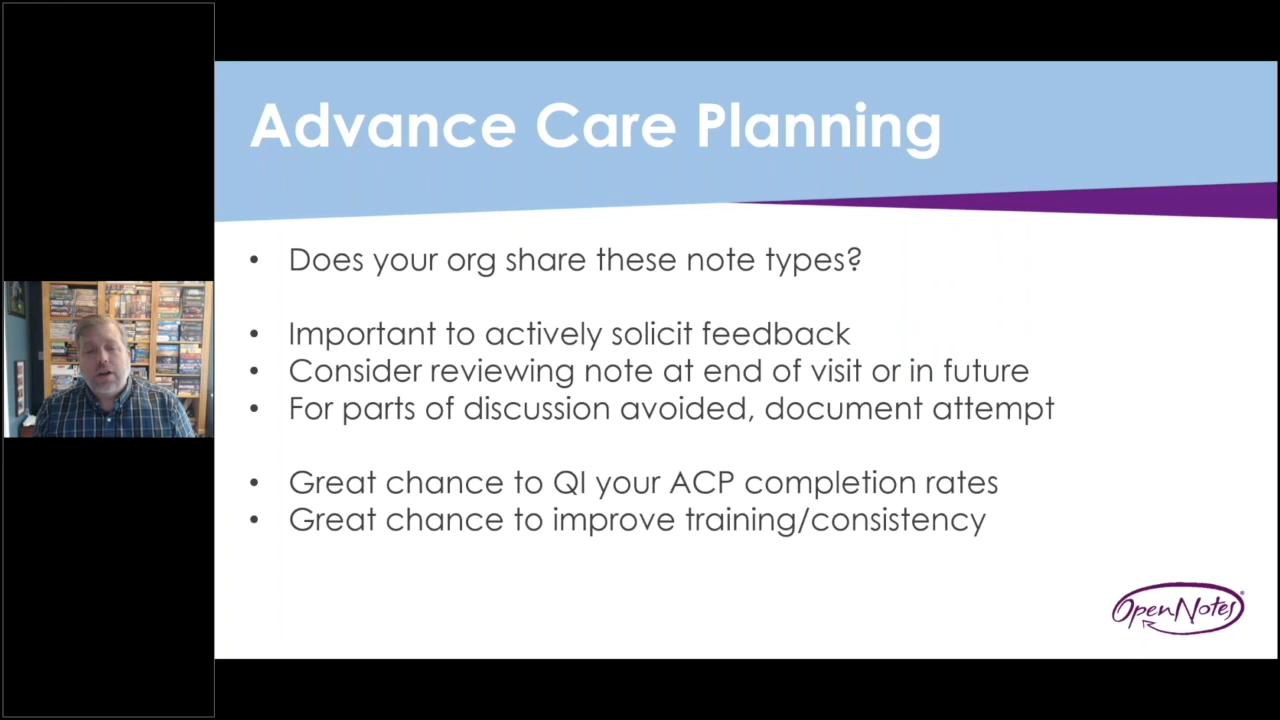 Advance Care Planning
• Does your org share these note types?
• Important to actively solicit feedback
• Consider reviewing note at end of visit or in future
• For parts of discussion avoided, document attempt
• Great chance to QI your ACP completion rates
• Great chance to improve training/consistency
OpenNotes®